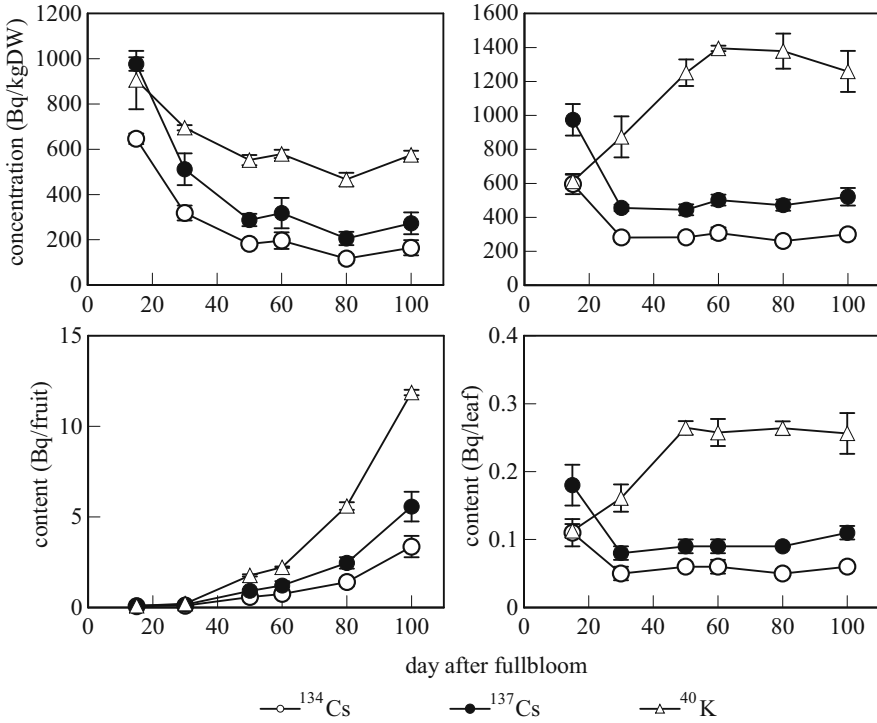 concentration (Bq/kgDW)
1200
1000
800
600
400
200
0
0 20 40 60 80 100
1600
1400
1200
1000
800
600
400
200
0
0 20 40 60 80 100
content (Bq/fruit)
15
10
5
0
0 20 40 60 80 100
content (Bq/leaf)
0.4
0.3
0.2
0.1
0
0 20 40 60 80 100
day after fullbloom
¹³⁴Cs ¹³⁷Cs ⁴⁰K